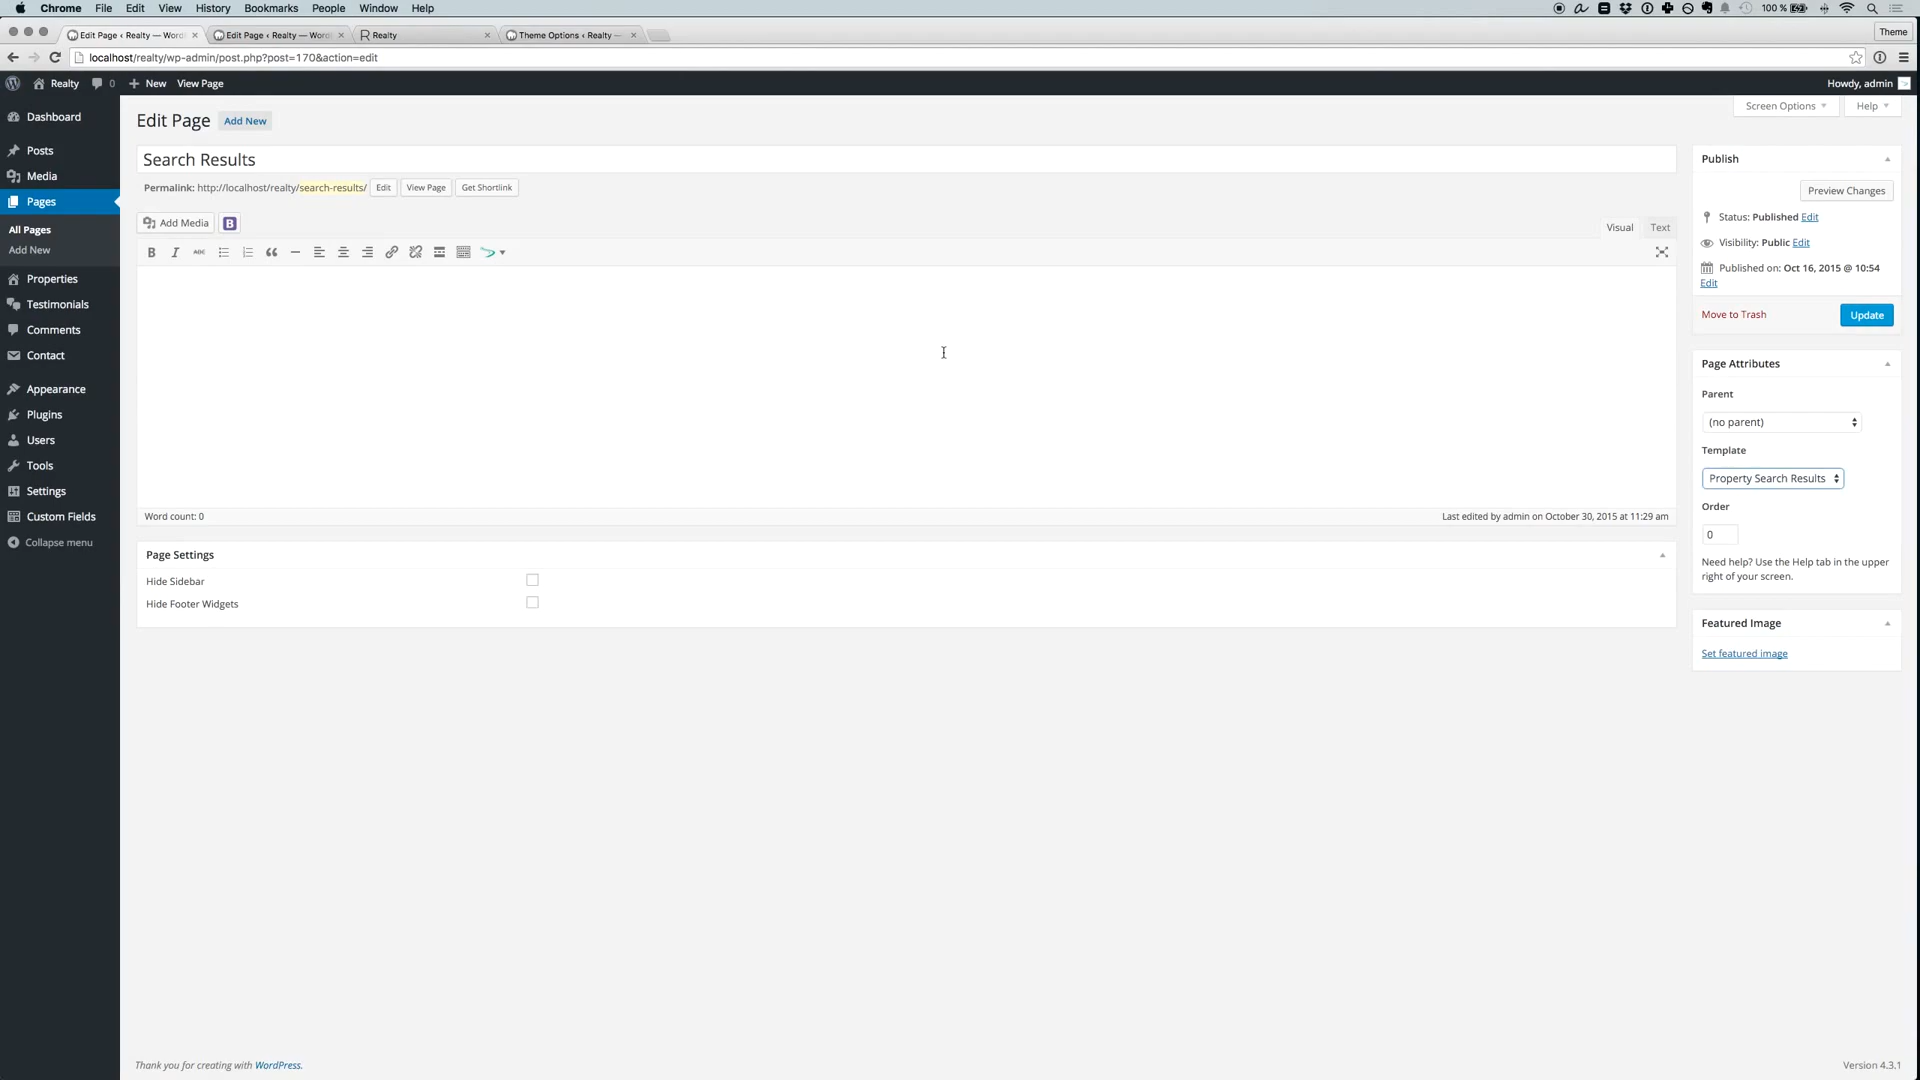 Chrome File Edit View History Bookmarks People Window Help 100 %
Edit Page ‹ Realty — Word Edit Page ‹ Realty — Word Realty Theme Options ‹ Realty — Theme
localhost/realty/wp-admin/post.php?post=170&action=edit
Realty 0 + New View Page Howdy, admin
Dashboard
Posts
Media
Pages
All Pages
Add New
Properties
Testimonials
Comments
Contact
Appearance
Plugins
Users
Tools
Settings
Custom Fields
Collapse menu
Screen Options Help
Edit Page Add New
Search Results
Permalink: http://localhost/realty/search-results/ Edit View Page Get Shortlink
Add Media B
Visual Text
B I ABC
Word count: 0 Last edited by admin on October 30, 2015 at 11:29 am
Page Settings
Hide Sidebar
Hide Footer Widgets
Publish
Preview Changes
Status: Published Edit
Visibility: Public Edit
Published on: Oct 16, 2015 @ 10:54
Edit
Move to Trash Update
Page Attributes
Parent
(no parent)
Template
Property Search Results
Order
0
Need help? Use the Help tab in the upper
right of your screen.
Featured Image
Set featured image
Thank you for creating with WordPress. Version 4.3.1